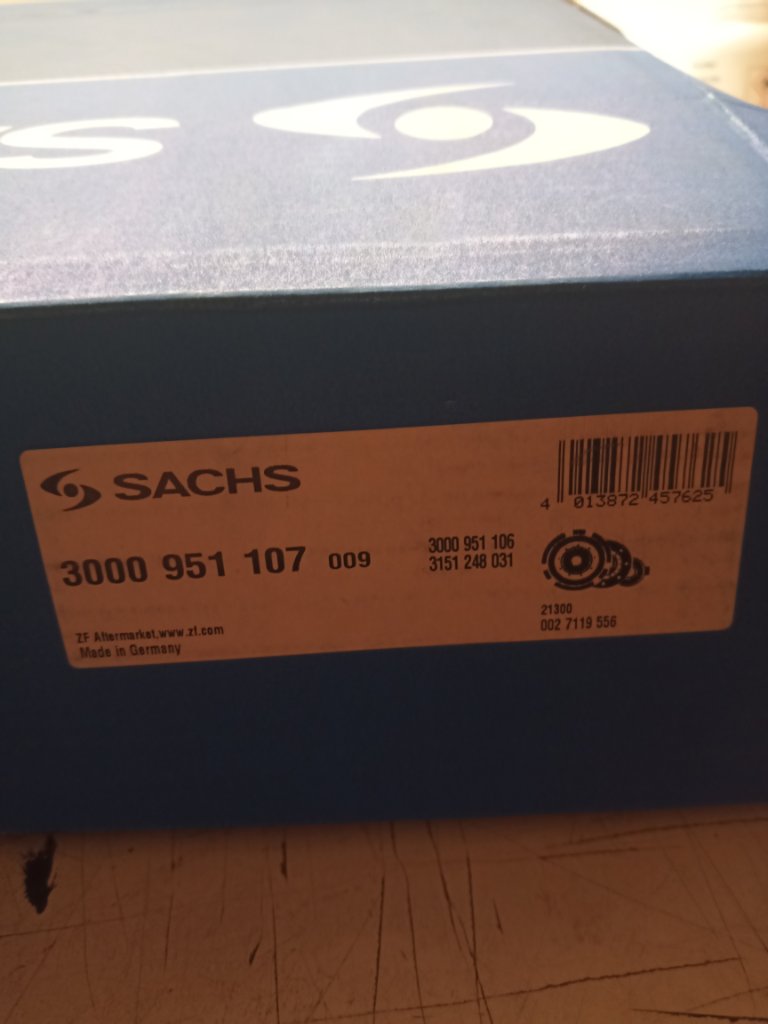 S
SACHS
4 013872 457625
3000 951 107 009
3000 951 106
3151 248 031
21300
002 7119 556
ZF Aftermarket.www.zf.com
Made in Germany